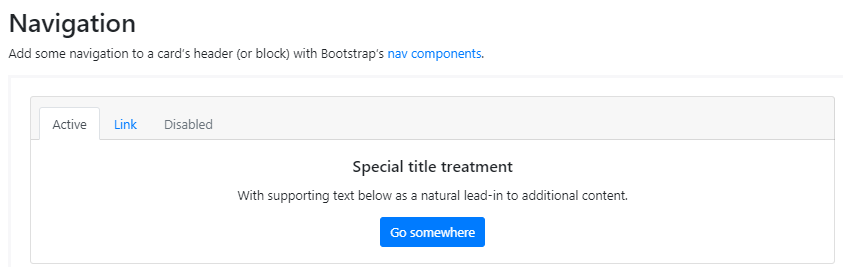 Navigation
Add some navigation to a card's header (or block) with Bootstrap's nav components.
Active Link Disabled
Special title treatment
With supporting text below as a natural lead-in to additional content.
Go somewhere